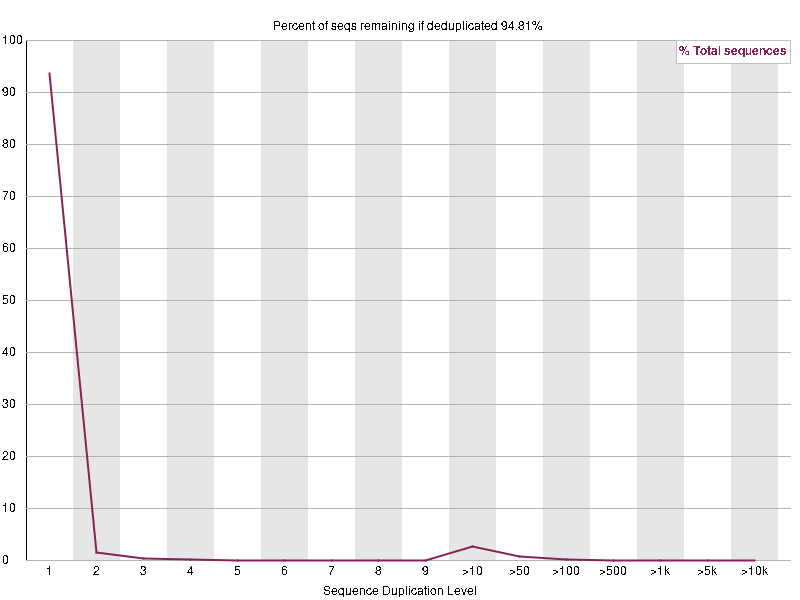 Percent of seqs remaining if deduplicated 94.81%
% Total sequences
100
90
80
70
60
50
40
30
20
10
0
1 2 3 4 5 6 7 8 9 >10 >50 >100 >500 >1k >5k >10k
Sequence Duplication Level